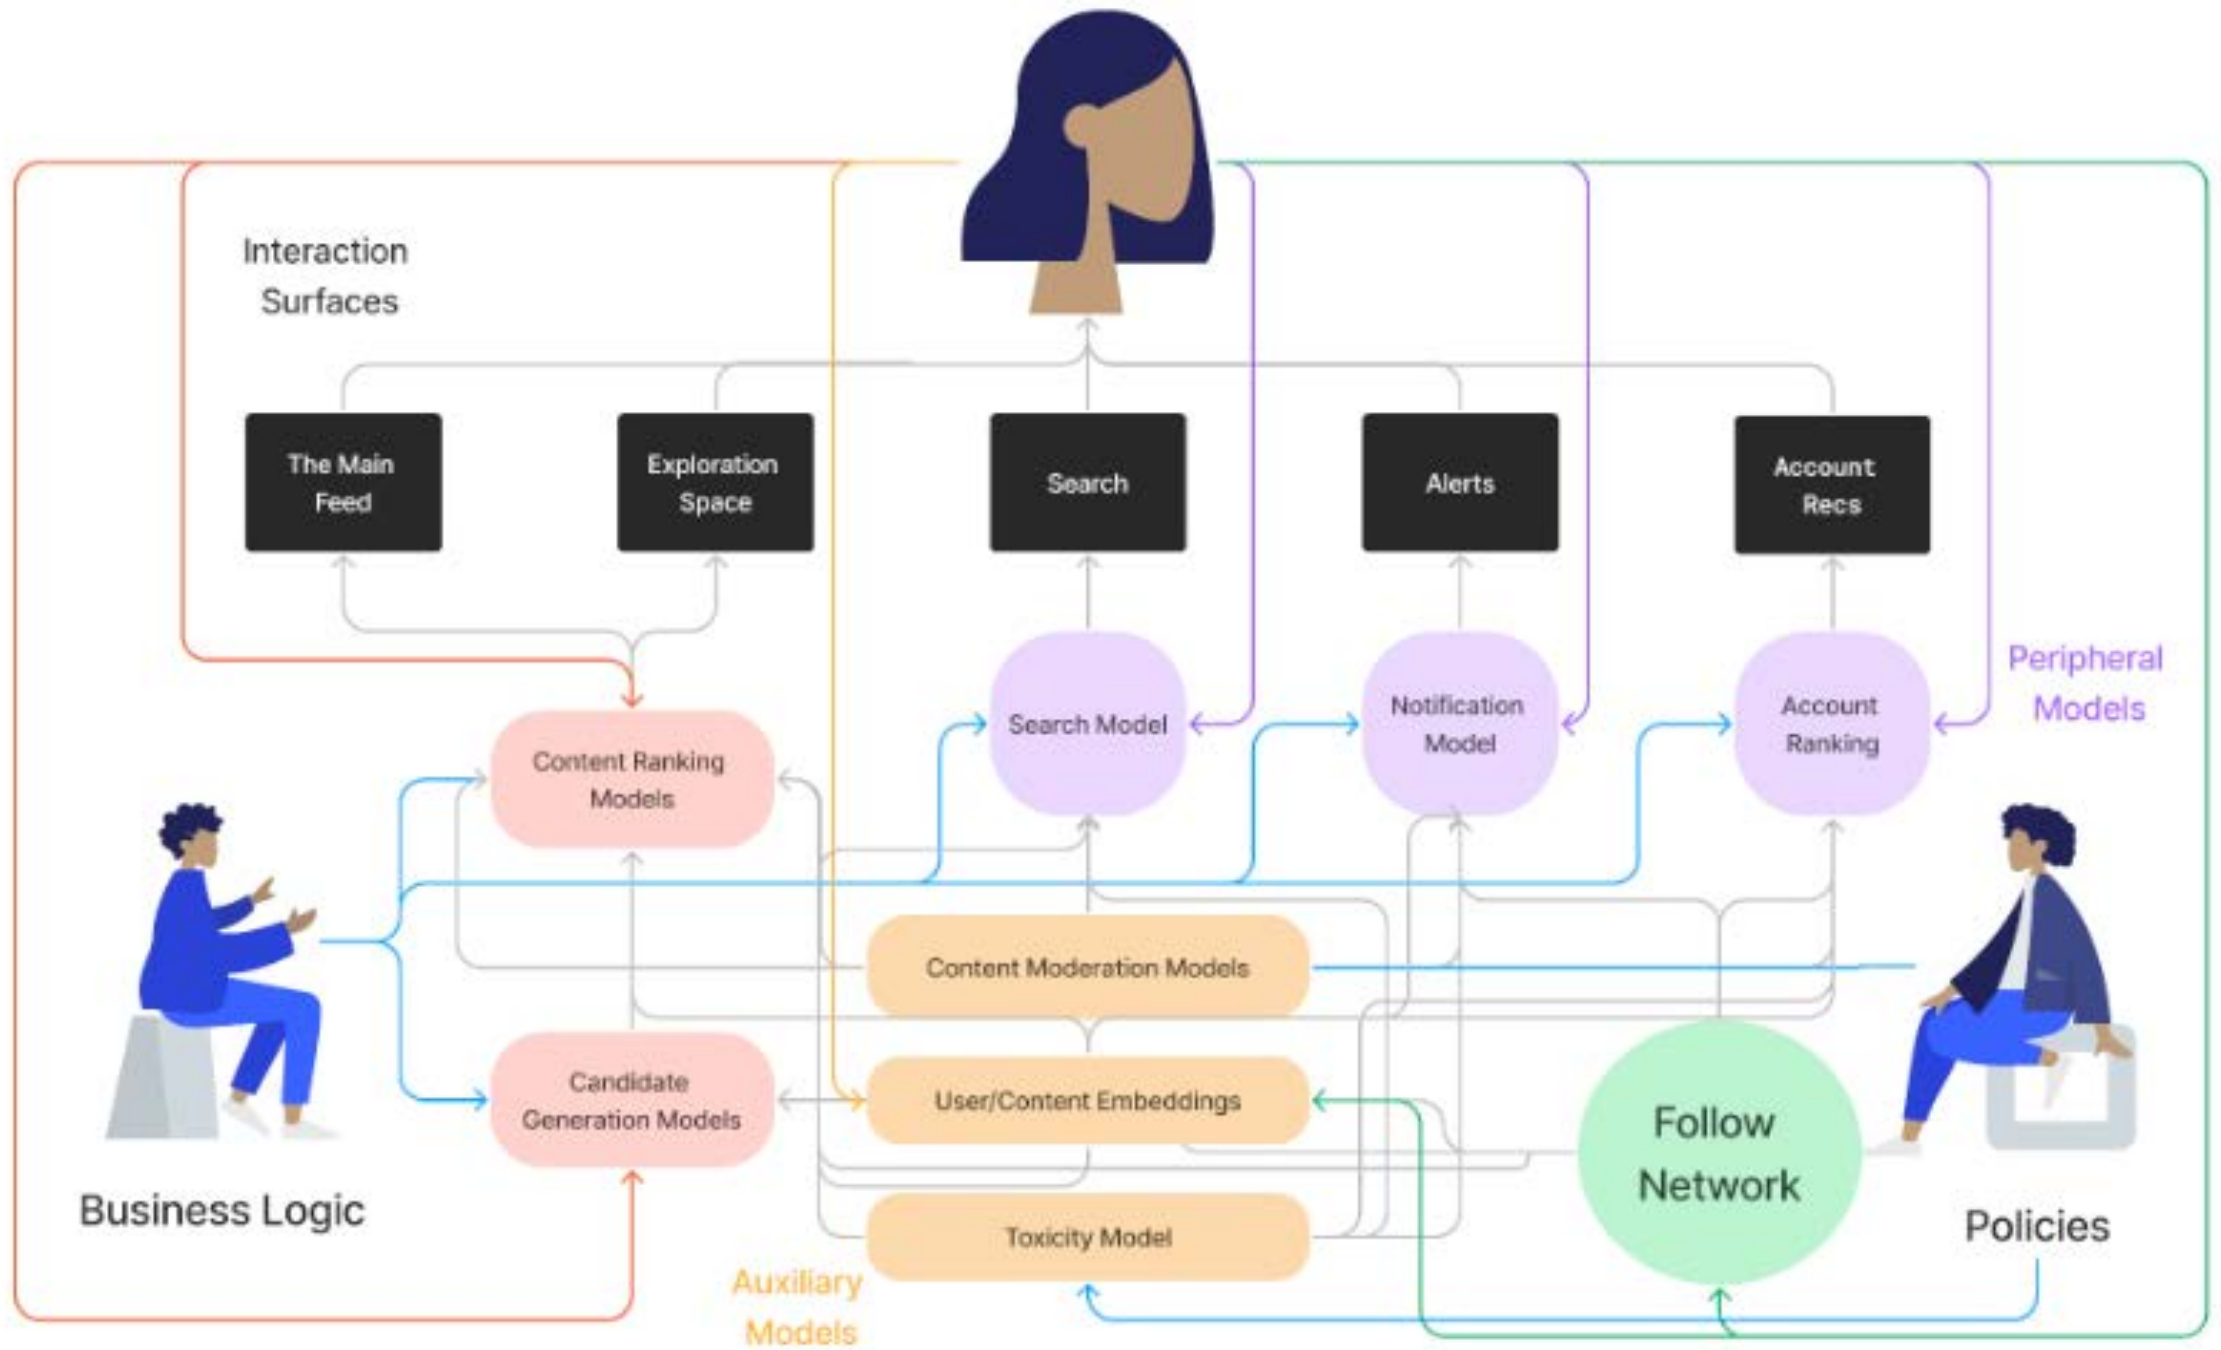 Interaction
Surfaces
The Main
Feed
Exploration
Space
Search
Alerts
Account
Recs
Peripheral
Models
Search Model
Notification
Model
Account
Ranking
Content Ranking
Models
Content Moderation Models
Candidate
Generation Models
User/Content Embeddings
Follow
Network
Business Logic
Toxicity Model
Policies
Auxiliary
Models